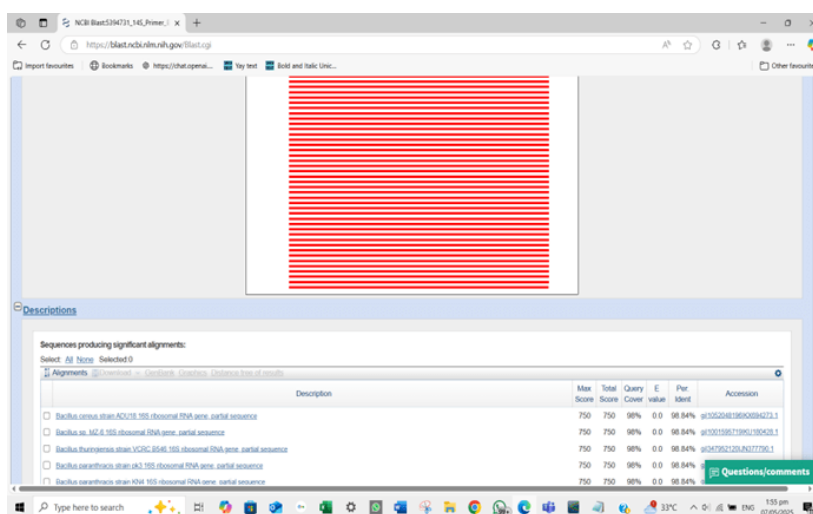 NCBI Blast:5394731_14S_Primer_
https://blast.ncbi.nlm.nih.gov/Blast.cgi
Import favourites Bookmarks https://chat.openai... Yay text Bold and Italic Unic... Other favourites
Descriptions
Sequences producing significant alignments:
Select: All None Selected:0
Alignments Download GenBank Graphics Distance tree of results
Description Max Score Total Score Query Cover E value Per. Ident Accession
Bacillus cereus strain ADU18 16S ribosomal RNA gene, partial sequence 750 750 98% 0.0 98.84%
Bacillus sp. MZ-6 16S ribosomal RNA gene, partial sequence 750 750 98% 0.0 98.84%
Bacillus thuringiensis strain VCRC B546 16S ribosomal RNA gene, partial sequence 750 750 98% 0.0 98.84%
Bacillus paranthracis strain pk3 16S ribosomal RNA gene, partial sequence 750 750 98% 0.0 98.84%
Bacillus paranthracis strain KN4 16S ribosomal RNA gene, partial sequence 750 750 98% 0.0 98.84%
Questions/comments
Type here to search 33°C ENG 1:55 pm
07/05/2025